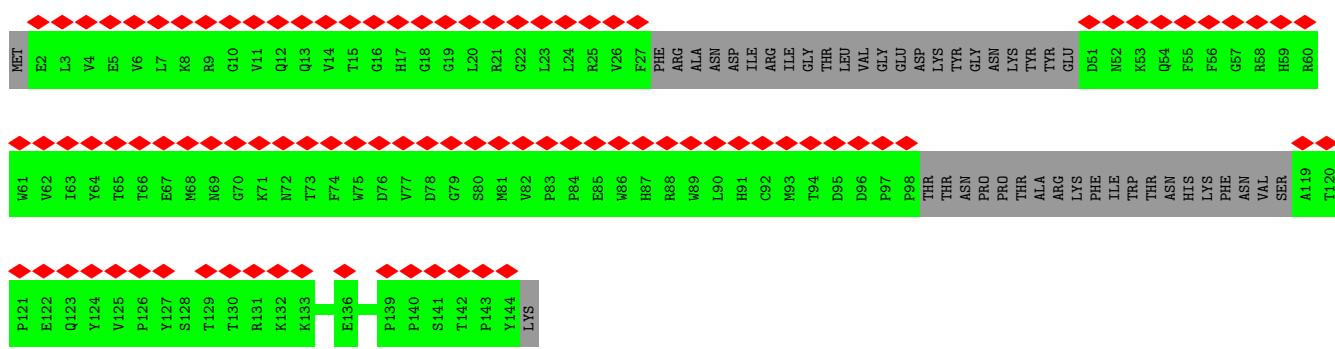 MET E2 L3 V4 E5 V6 L7 K8 R9 G10 V11 Q12 Q13 V14 T15 G16 H17 G18 G19 L20 R21 G22 L23 L24 R25 V26 F27 PHE ARG ALA ASN ASP ILE ARG ILE GLY THR LEU VAL GLY GLU ASP LYS TYR GLY ASN LYS TYR TYR GLU D51 N52 K53 Q54 F55 F56 G57 R58 H59 R60
W61 V62 I63 Y64 T65 T66 E67 M68 N69 G70 K71 N72 T73 F74 W75 D76 V77 D78 G79 S80 M81 V82 P83 P84 E85 W86 H87 R88 W89 L90 H91 C92 M93 T94 D95 D96 P97 P98 THR THR ASN PRO PRO THR ALA ARG LYS PHE ILE TRP THR ASN HIS LYS PHE ASN VAL SER A119 T120
P121 E122 Q123 Y124 V125 P126 Y127 S128 T129 T130 R131 K132 K133 E136 P139 P140 S141 T142 P143 Y144 LYS